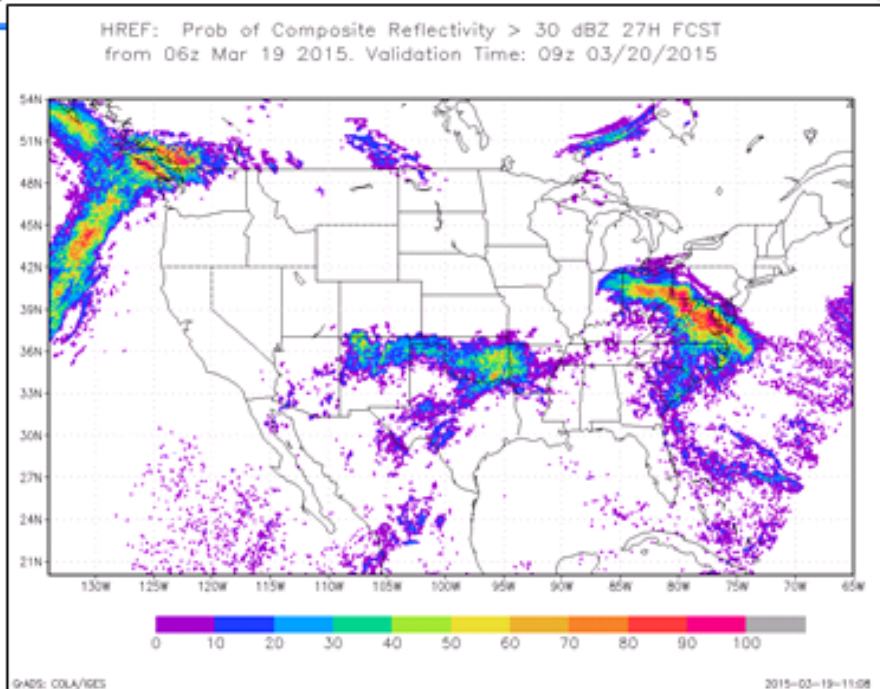 HREF: Prob of Composite Reflectivity > 30 dBZ 27H FCST
from 06z Mar 19 2015. Validation Time: 09z 03/20/2015
54N
51N
48N
45N
42N
39N
36N
33N
30N
27N
24N
21N
130W 125W 120W 115W 110W 105W 100W 95W 90W 85W 80W 75W 70W 65W
0 10 20 30 40 50 60 70 80 90 100
GrADS: COLA/IGES 2015-03-19-11:08